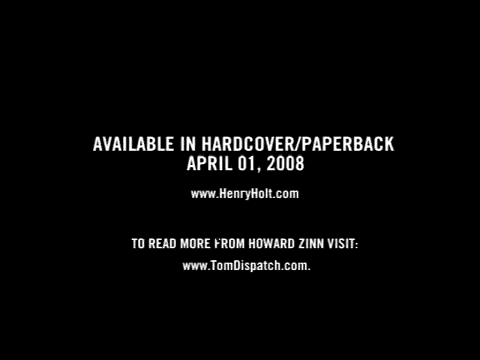 AVAILABLE IN HARDCOVER/PAPERBACK
APRIL 01, 2008
www.HenryHolt.com
TO READ MORE FROM HOWARD ZINN VISIT:
www.TomDispatch.com.